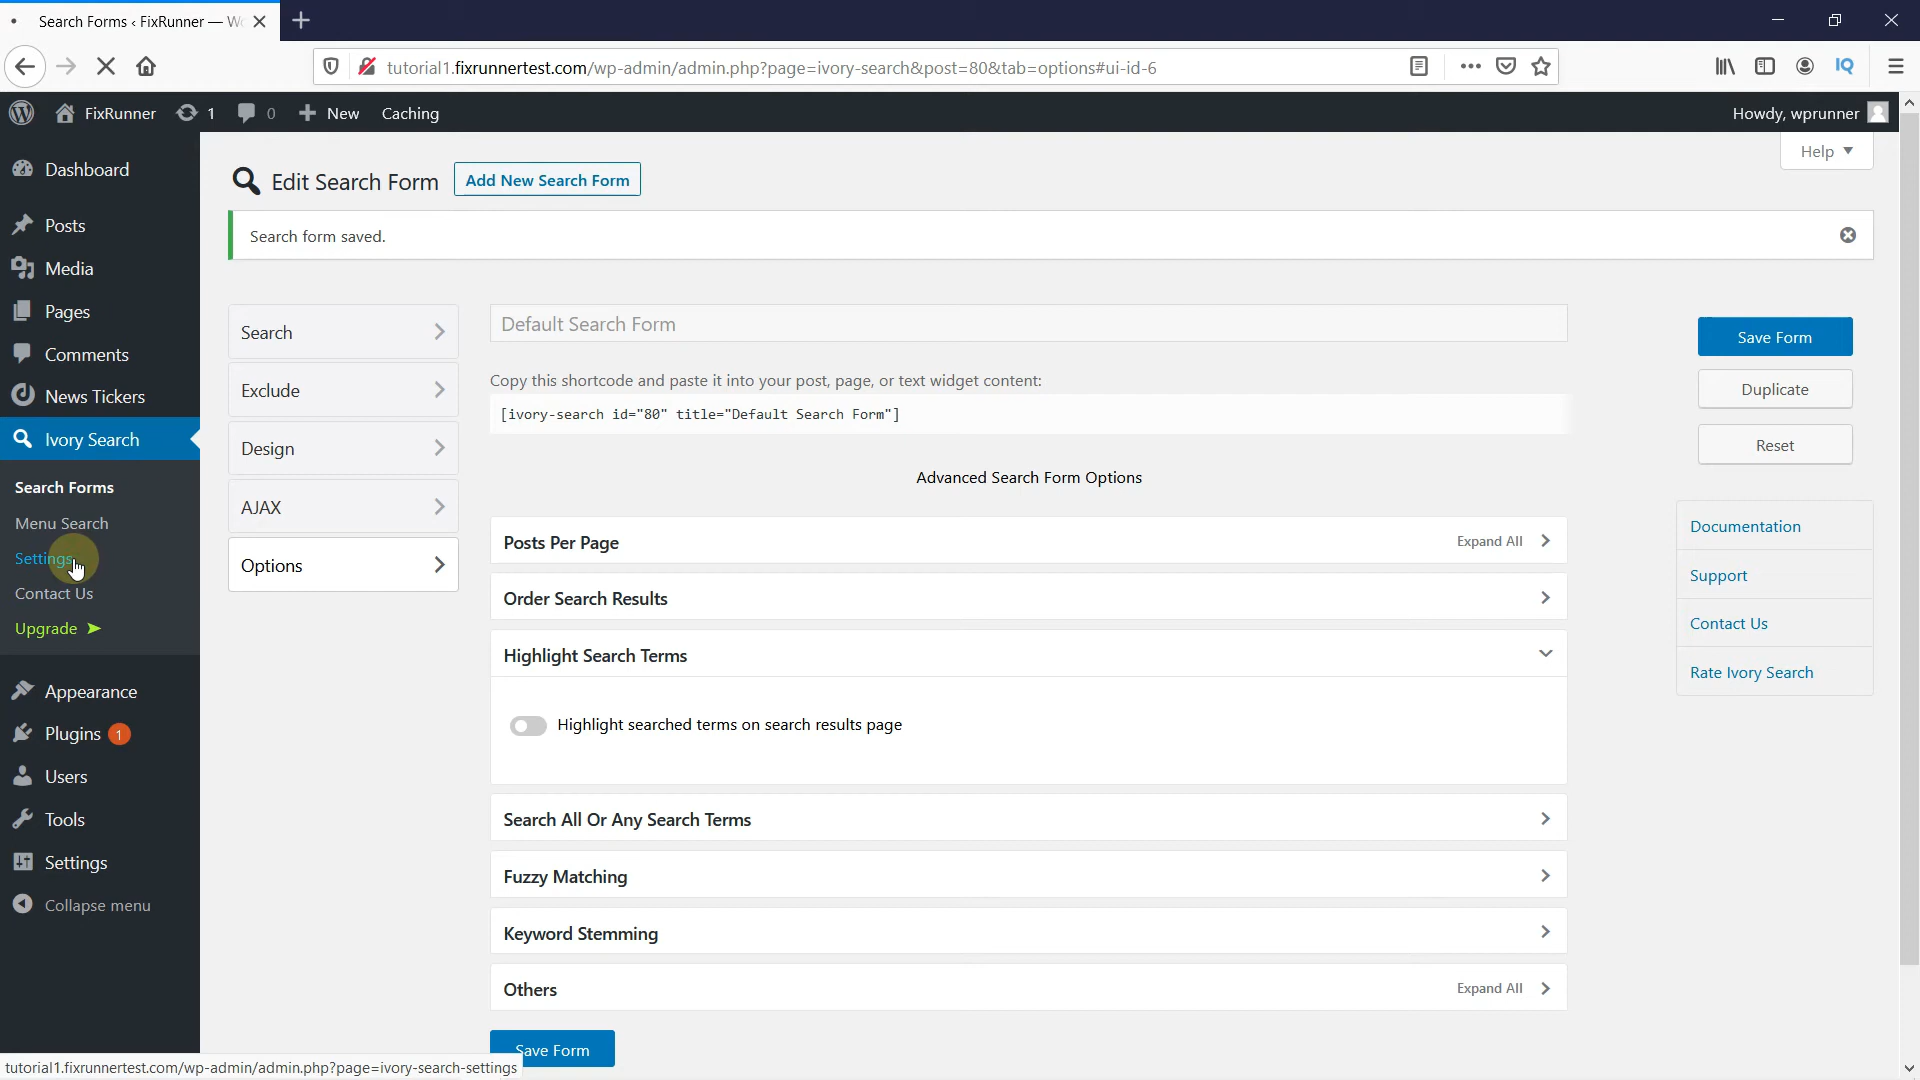 Search Forms ‹ FixRunner — W
tutorial1.fixrunnertest.com/wp-admin/admin.php?page=ivory-search&post=80&tab=options#ui-id-6
IQ
FixRunner
1
0
New
Caching
Howdy, wprunner
Help
Dashboard
Posts
Media
Pages
Comments
News Tickers
Ivory Search
Search Forms
Menu Search
Settings
Contact Us
Upgrade ➤
Appearance
Plugins 1
Users
Tools
Settings
Collapse menu
Edit Search Form
Add New Search Form
Search form saved.
Search
Exclude
Design
AJAX
Options
Default Search Form
Copy this shortcode and paste it into your post, page, or text widget content:
[ivory-search id="80" title="Default Search Form"]
Advanced Search Form Options
Posts Per Page
Expand All
Order Search Results
Highlight Search Terms
Highlight searched terms on search results page
Search All Or Any Search Terms
Fuzzy Matching
Keyword Stemming
Others
Expand All
Save Form
Save Form
Duplicate
Reset
Documentation
Support
Contact Us
Rate Ivory Search
tutorial1.fixrunnertest.com/wp-admin/admin.php?page=ivory-search-settings